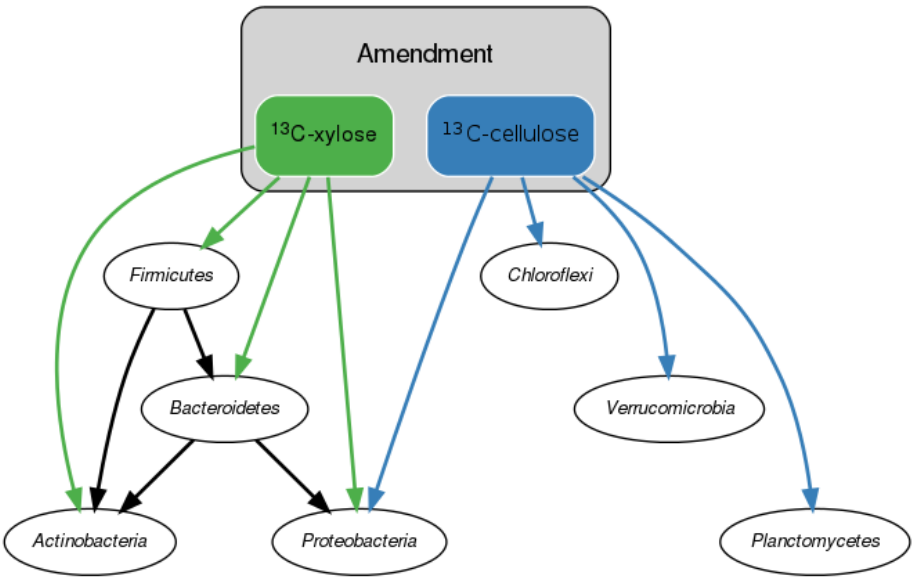 Amendment
¹³C-xylose
¹³C-cellulose
Firmicutes
Chloroflexi
Bacteroidetes
Verrucomicrobia
Actinobacteria
Proteobacteria
Planctomycetes